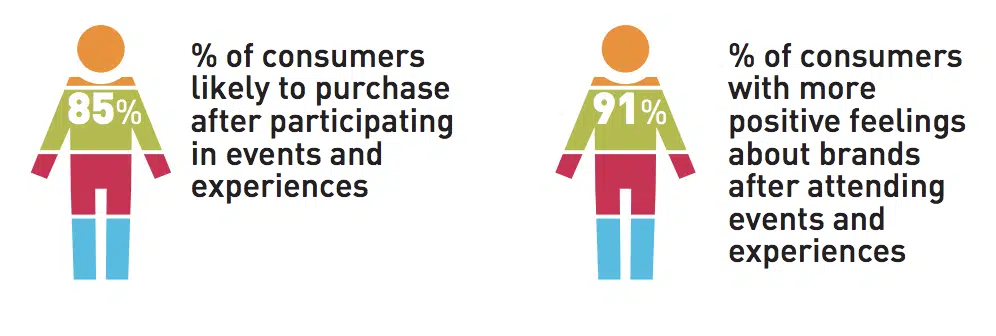 85%
% of consumers
likely to purchase
after participating
in events and
experiences
91%
% of consumers
with more
positive feelings
about brands
after attending
events and
experiences